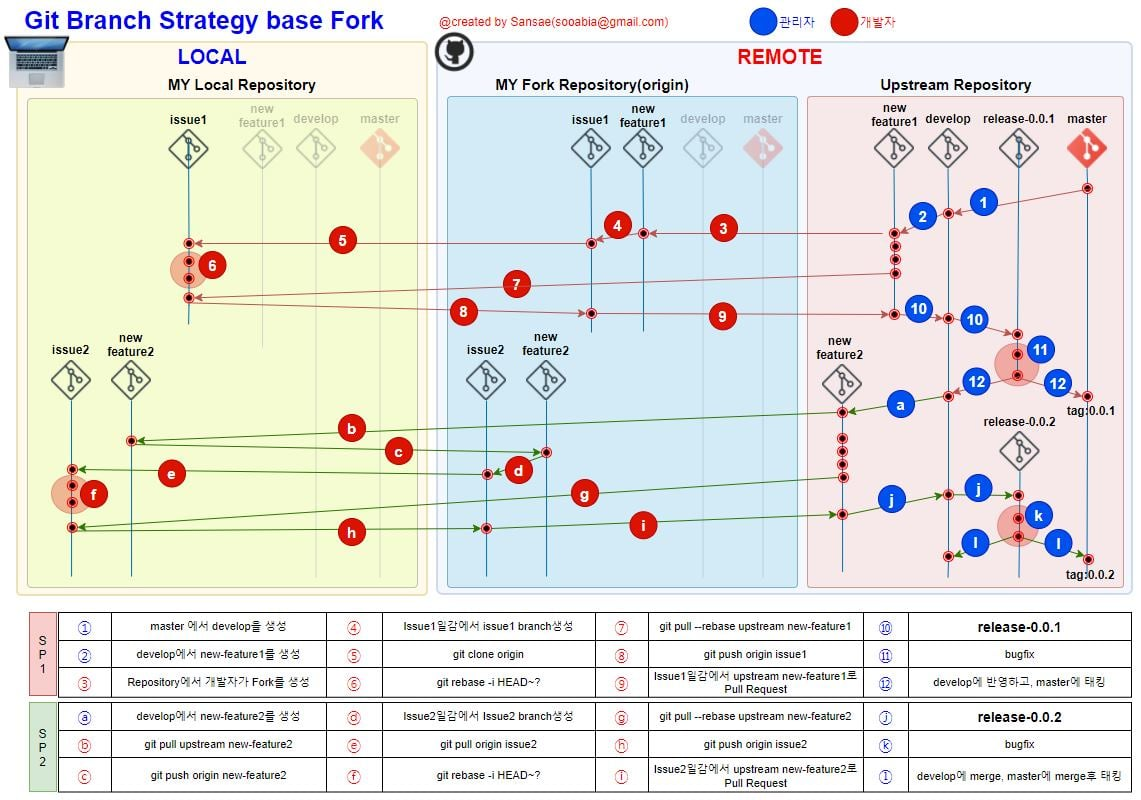 Git Branch Strategy base Fork
@created by Sansae(sooabia@gmail.com)
관리자
개발자
LOCAL
REMOTE
MY Local Repository
MY Fork Repository(origin)
Upstream Repository
issue1
new
feature1
develop
master
issue1
new
feature1
develop
master
new
feature1
develop
release-0.0.1
master
1
2
3
4
5
6
7
8
9
10
10
11
12
12
tag:0.0.1
issue2
new
feature2
issue2
new
feature2
new
feature2
release-0.0.2
a
b
c
d
e
f
g
h
i
j
j
k
l
l
tag:0.0.2
S
P
1
① master 에서 develop를 생성 ④ Issue1일감에서 issue1 branch생성 ⑦ git pull --rebase upstream new-feature1 ⑩ release-0.0.1
② develop에서 new-feature1를 생성 ⑤ git clone origin ⑧ git push origin issue1 ⑪ bugfix
③ Repository에서 개발자가 Fork를 생성 ⑥ git rebase -i HEAD~? ⑨ Issue1일감에서 upstream new-feature1로
Pull Request ⑫ develop에 반영하고, master에 태킹
S
P
2
ⓐ develop에서 new-feature2를 생성 ⓓ Issue2일감에서 Issue2 branch생성 ⓖ git pull --rebase upstream new-feature2 ⓙ release-0.0.2
ⓑ git pull upstream new-feature2 ⓔ git pull origin issue2 ⓗ git push origin issue2 ⓚ bugfix
ⓒ git push origin new-feature2 ⓕ git rebase -i HEAD~? ⓘ Issue2일감에서 upstream new-feature2로
Pull Request ⓛ develop에 merge, master에 merge후 태킹